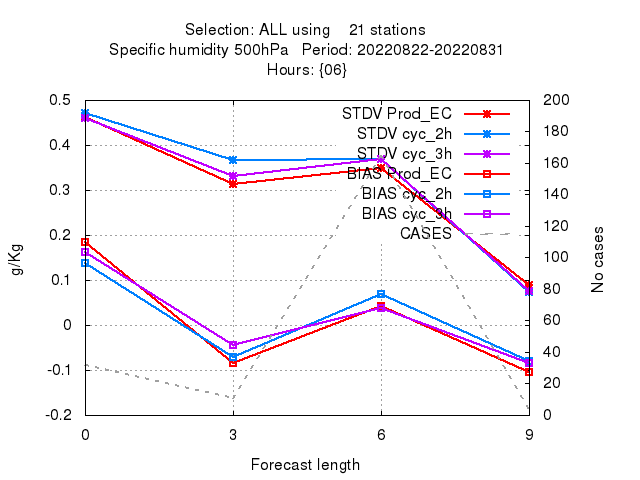 Selection: ALL using 21 stations
Specific humidity 500hPa Period: 20220822-20220831
Hours: {06}
0.5
0.4
0.3
0.2
0.1
0
-0.1
-0.2
200
180
160
140
120
100
80
60
40
20
0
STDV Prod_EC
STDV cyc_2h
STDV cyc_3h
BIAS Prod_EC
BIAS cyc_2h
BIAS cyc_3h
CASES
g/Kg
No cases
0 3 6 9
Forecast length